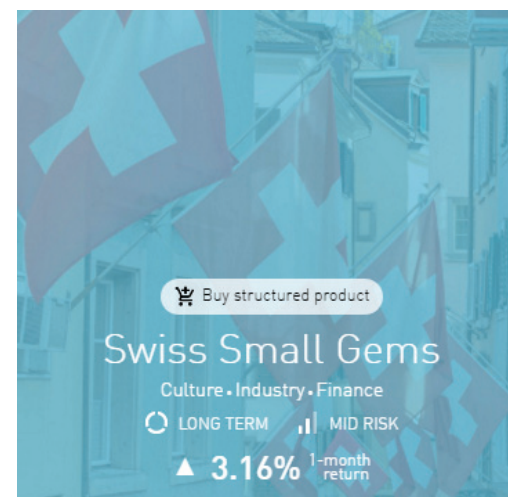 Buy structured product
Swiss Small Gems
Culture • Industry • Finance
LONG TERM MID RISK
▲ 3.16% 1-month
return